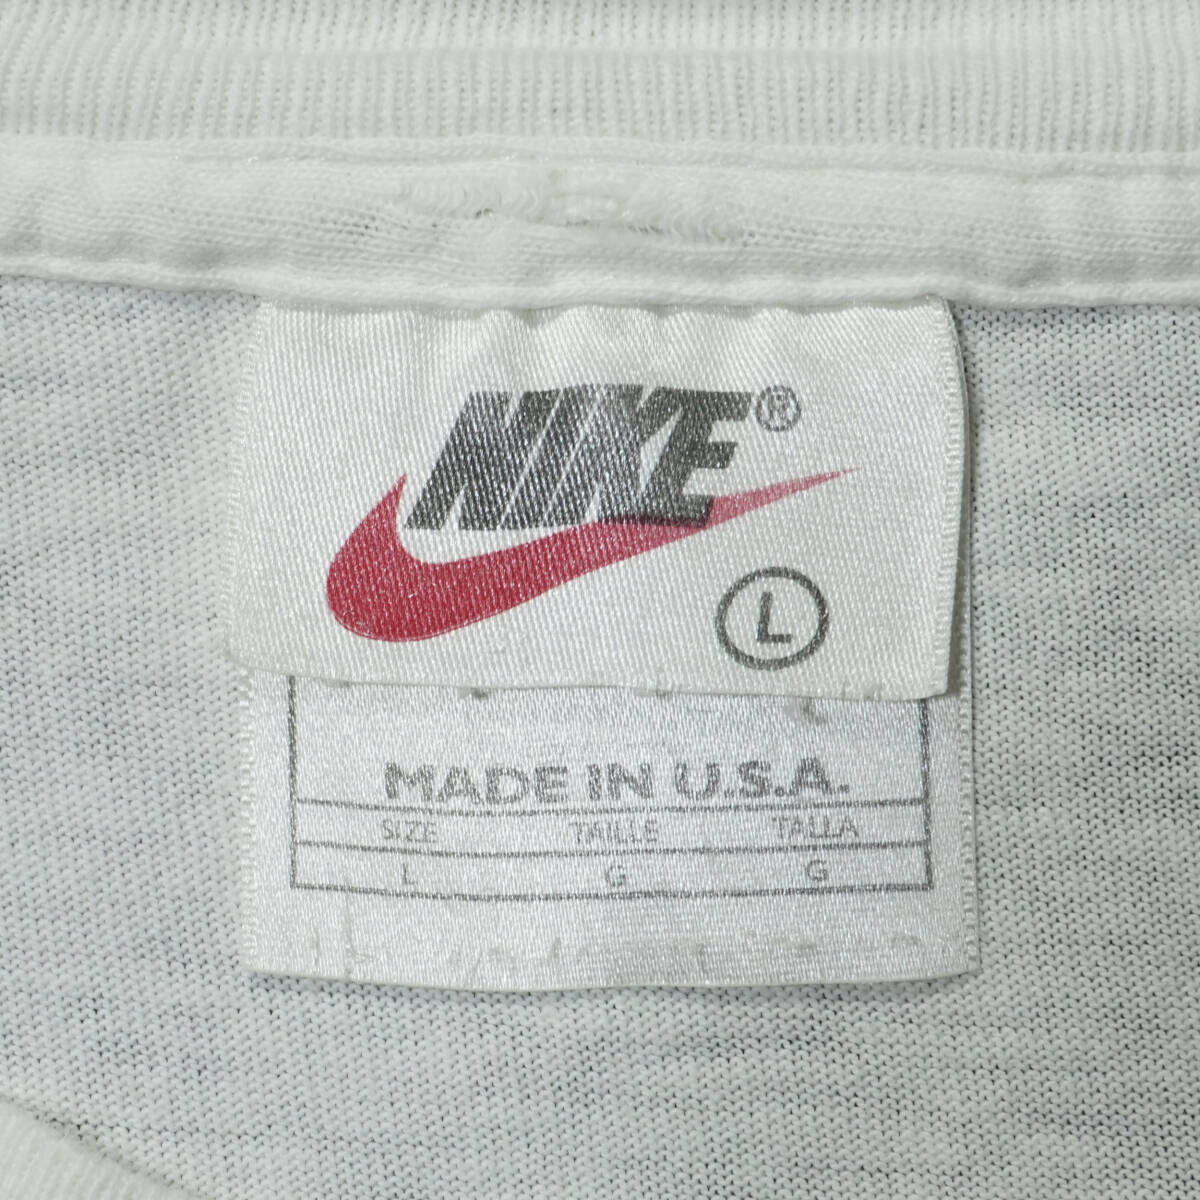 NIKE®
L
MADE IN U.S.A.
SIZE TAILLE TALLA
L G G